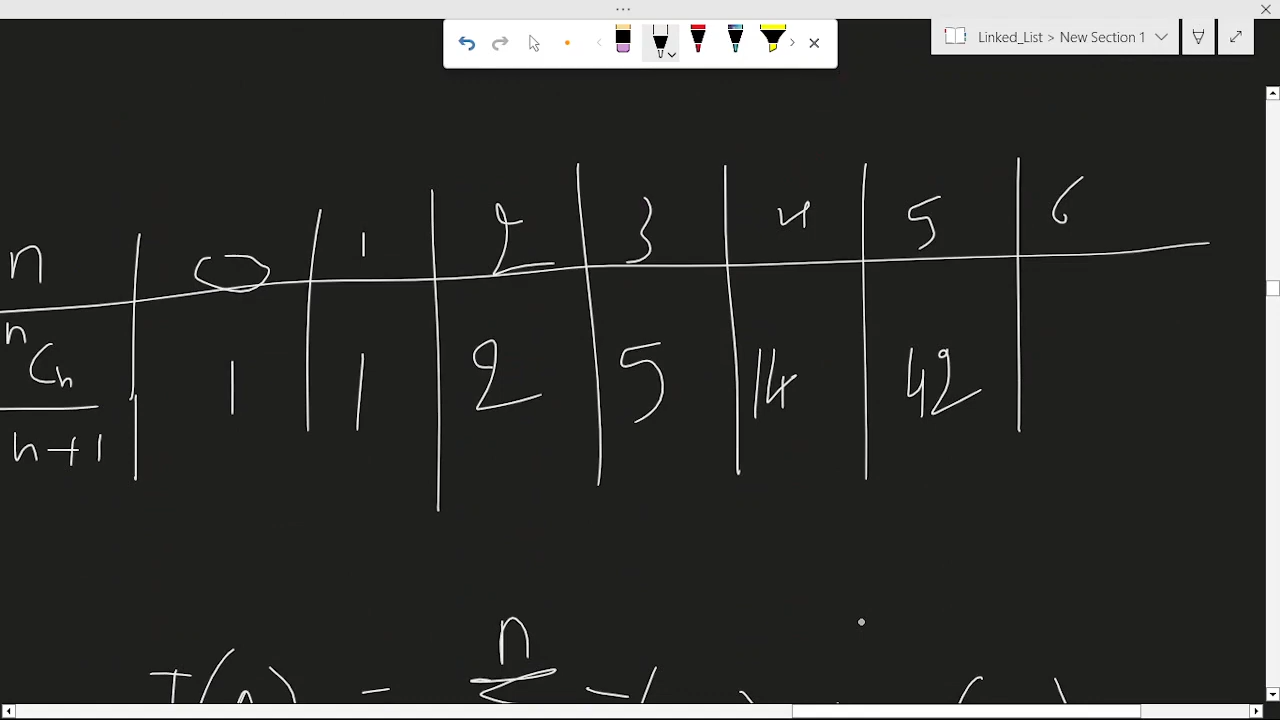 Linked_List > New Section 1
n 0 1 2 3 4 5 6
nCn 1 1 2 5 14 42
n+1
n
T(n) =